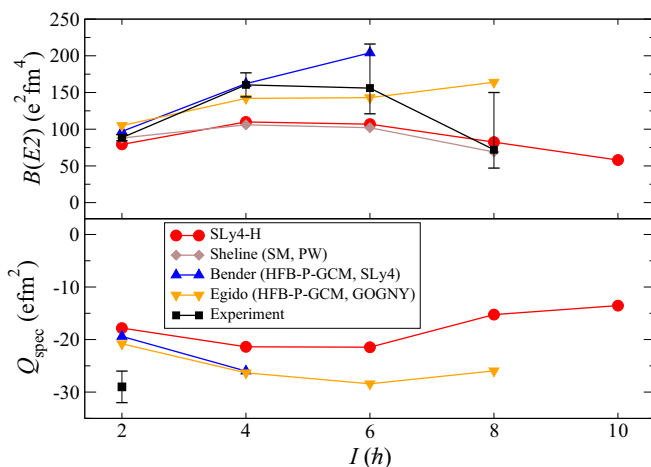 B(E2) (e²fm⁴)
250
200
150
100
50
0
SLy4-H
Sheline (SM, PW)
Bender (HFB-P-GCM, SLy4)
Egido (HFB-P-GCM, GOGNY)
Experiment
Q_spec (efm²)
0
-10
-20
-30
2 4 6 8 10
I (ħ)